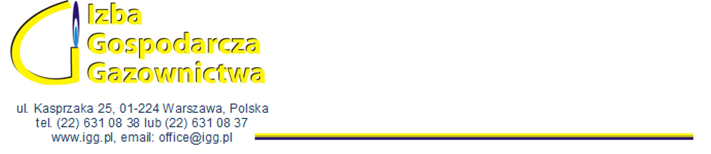 Izba
Gospodarcza
Gazownictwa
ul. Kasprzaka 25, 01-224 Warszawa, Polska
tel. (22) 631 08 38 lub (22) 631 08 37
www.igg.pl, email: office@igg.pl